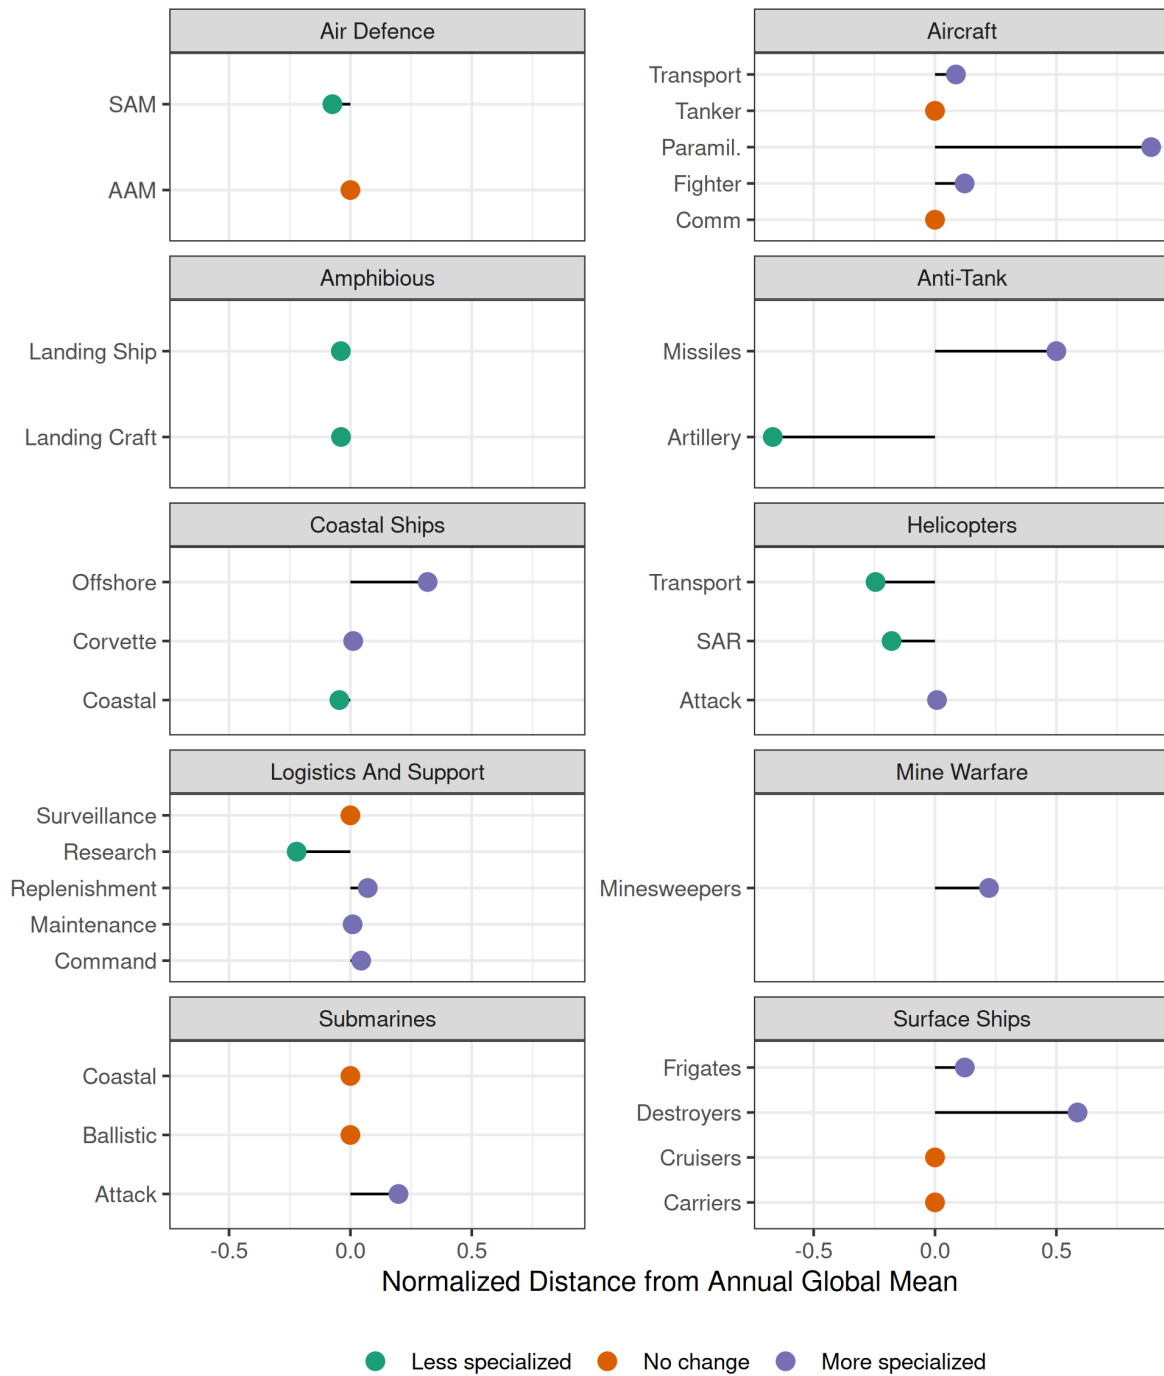 Air Defence
SAM
AAM
Aircraft
Transport
Tanker
Paramil.
Fighter
Comm
Amphibious
Landing Ship
Landing Craft
Anti-Tank
Missiles
Artillery
Coastal Ships
Offshore
Corvette
Coastal
Helicopters
Transport
SAR
Attack
Logistics And Support
Surveillance
Research
Replenishment
Maintenance
Command
Mine Warfare
Minesweepers
Submarines
Coastal
Ballistic
Attack
Surface Ships
Frigates
Destroyers
Cruisers
Carriers
-0.5 0.0 0.5
-0.5 0.0 0.5
Normalized Distance from Annual Global Mean
Less specialized No change More specialized